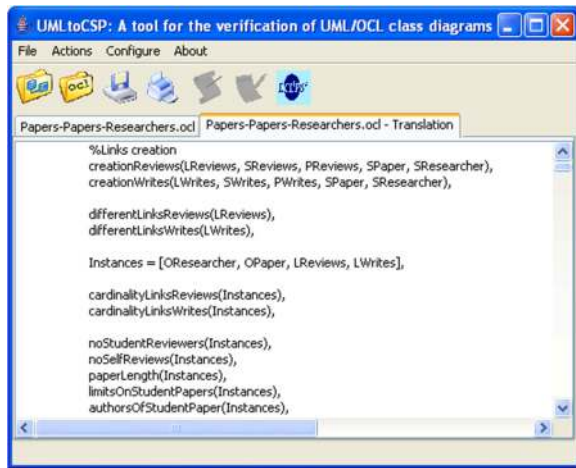 UMLtoCSP: A tool for the verification of UML/OCL class diagrams
File Actions Configure About
ocl ECLiPSe
Papers-Papers-Researchers.ocl Papers-Papers-Researchers.ocl - Translation
%Links creation
creationReviews(LReviews, SReviews, PReviews, SPaper, SResearcher),
creationWrites(LWrites, SWrites, PWrites, SPaper, SResearcher),
differentLinksReviews(LReviews),
differentLinksWrites(LWrites),
Instances = [OResearcher, OPaper, LReviews, LWrites],
cardinalityLinksReviews(Instances),
cardinalityLinksWrites(Instances),
noStudentReviewers(Instances),
noSelfReviews(Instances),
paperLength(Instances),
limitsOnStudentPapers(Instances),
authorsOfStudentPaper(Instances),